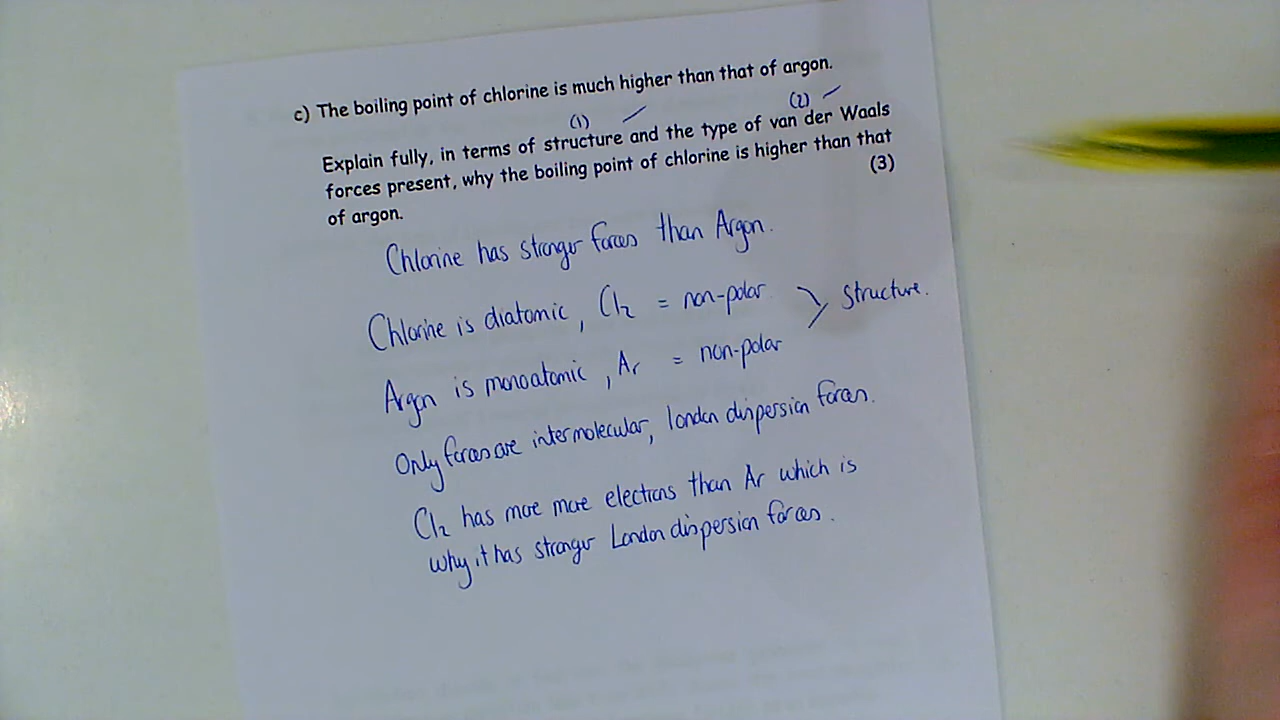 c) The boiling point of chlorine is much higher than that of argon.
(1) (2)
Explain fully, in terms of structure and the type of van der Waals
forces present, why the boiling point of chlorine is higher than that
of argon. (3)
Chlorine has stronger forces than Argon.
Chlorine is diatomic, Cl₂ = non-polar
Structure.
Argon is monoatomic, Ar = non-polar
Only forces are intermolecular, london dispersion forces.
Cl₂ has more more electrons than Ar which is
why it has stronger London dispersion forces.